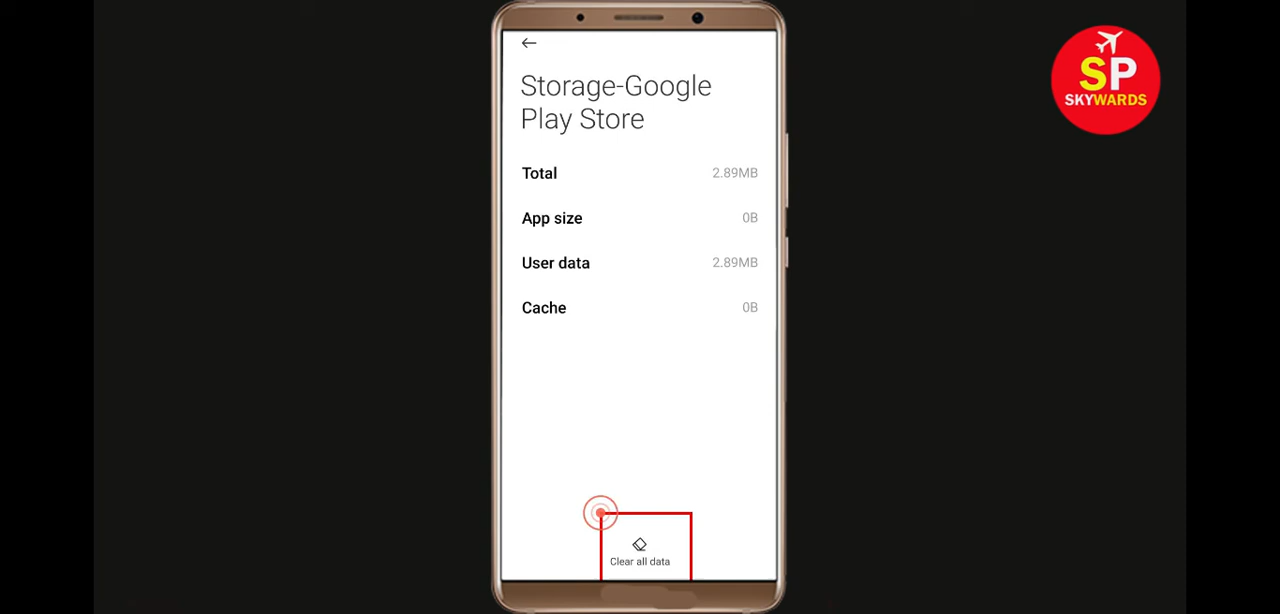 Storage-Google
Play Store
Total 2.89MB
App size 0B
User data 2.89MB
Cache 0B
Clear all data
SP
SKYWARDS